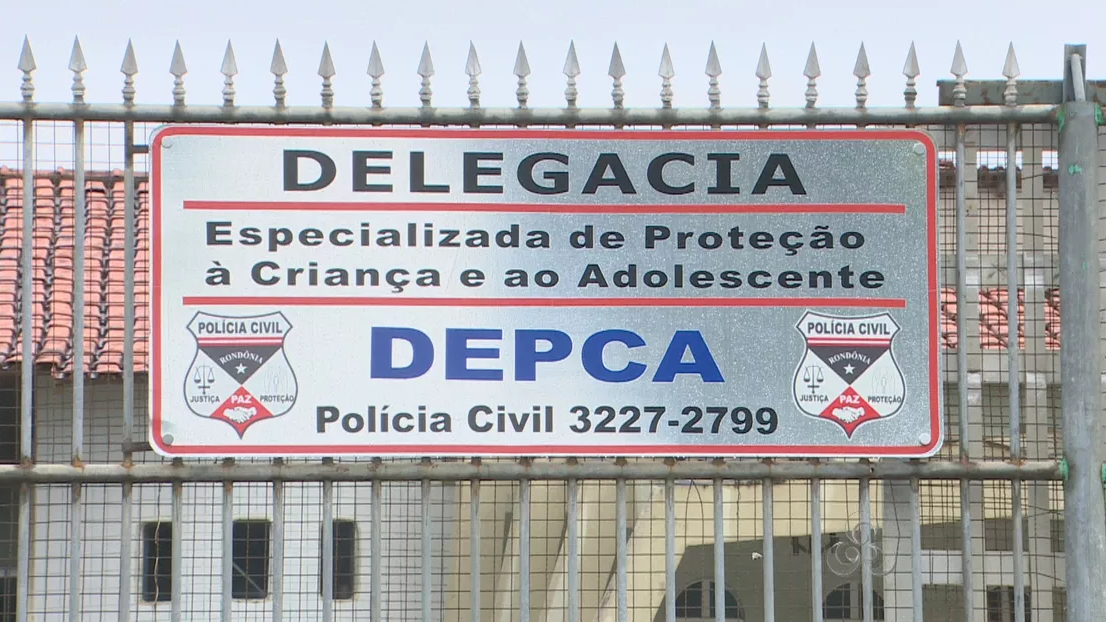 DELEGACIA
Especializada de Proteção
à Criança e ao Adolescente
DEPCA
Polícia Civil 3227-2799
POLÍCIA CIVIL
RONDÔNIA
JUSTIÇA PAZ PROTEÇÃO
POLÍCIA CIVIL
RONDÔNIA
JUSTIÇA PAZ PROTEÇÃO